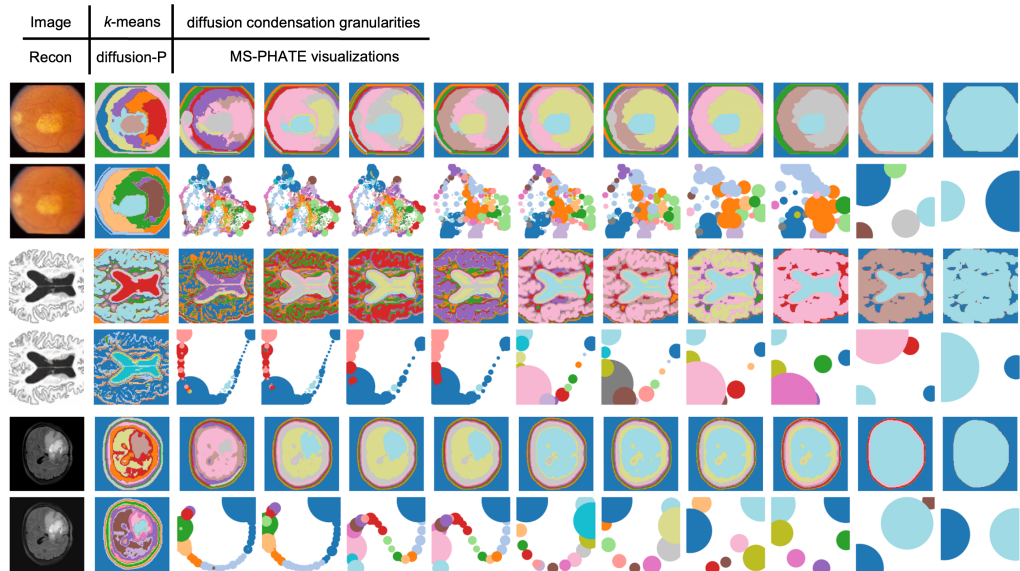 Image k-means diffusion condensation granularities
Recon diffusion-P MS-PHATE visualizations